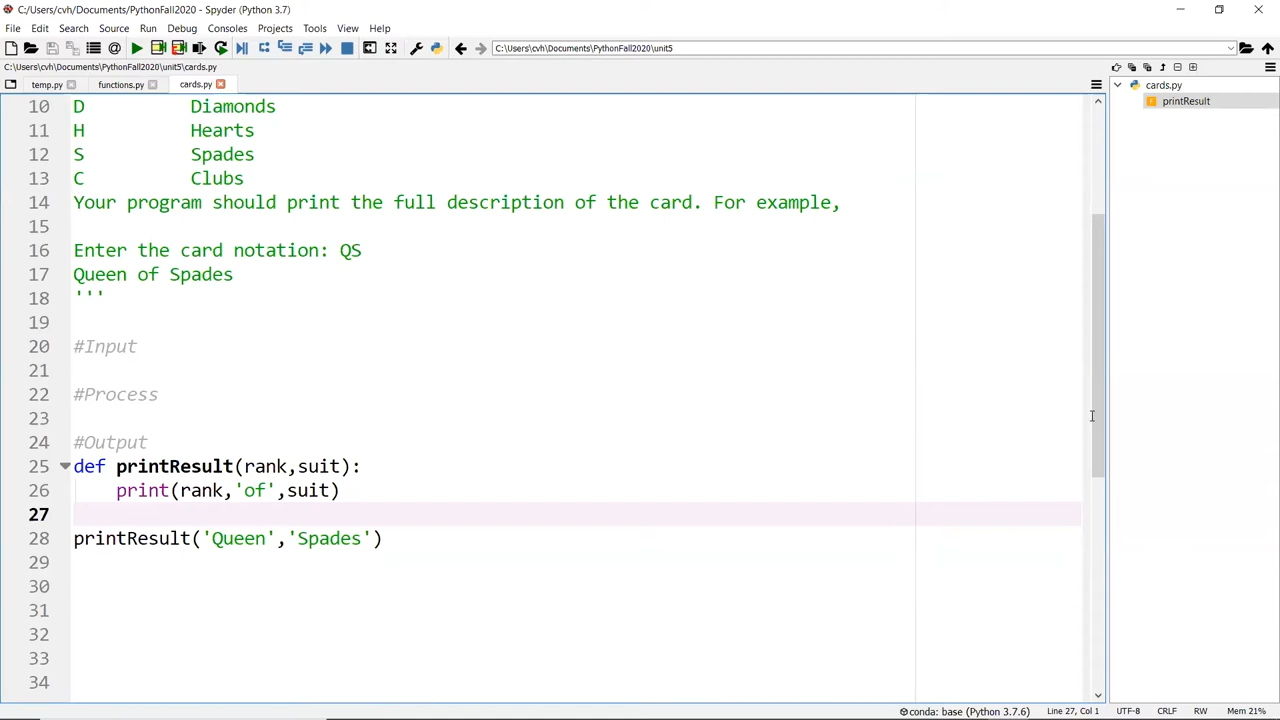 C:/Users/cvh/Documents/PythonFall2020 - Spyder (Python 3.7)
File Edit Search Source Run Debug Consoles Projects Tools View Help
C:\Users\cvh\Documents\PythonFall2020\unit5
C:\Users\cvh\Documents\PythonFall2020\unit5\cards.py
temp.py functions.py cards.py
cards.py
printResult
10 D Diamonds
11 H Hearts
12 S Spades
13 C Clubs
14 Your program should print the full description of the card. For example,
15
16 Enter the card notation: QS
17 Queen of Spades
18 '''
19
20 #Input
21
22 #Process
23
24 #Output
25 def printResult(rank,suit):
26 print(rank,'of',suit)
27
28 printResult('Queen','Spades')
29
30
31
32
33
34
conda: base (Python 3.7.6) Line 27, Col 1 UTF-8 CRLF RW Mem 21%